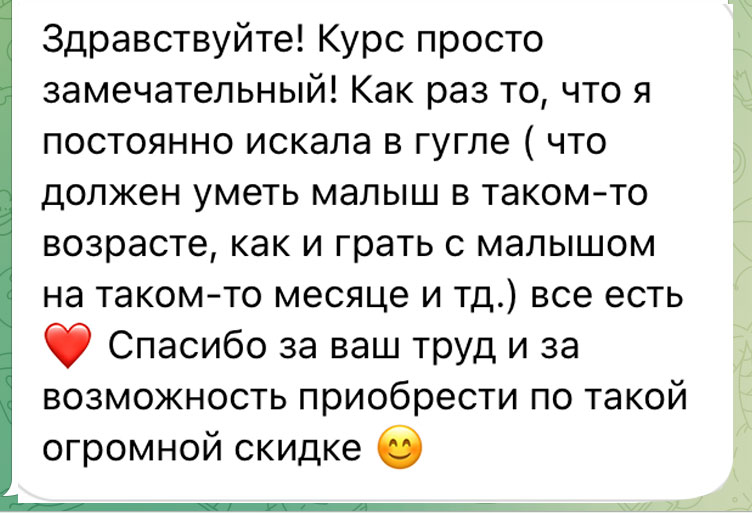 Здравствуйте! Курс просто
замечательный! Как раз то, что я
постоянно искала в гугле ( что
должен уметь малыш в таком-то
возрасте, как и грать с малышом
на таком-то месяце и тд.) все есть
❤️ Спасибо за ваш труд и за
возможность приобрести по такой
огромной скидке 😊